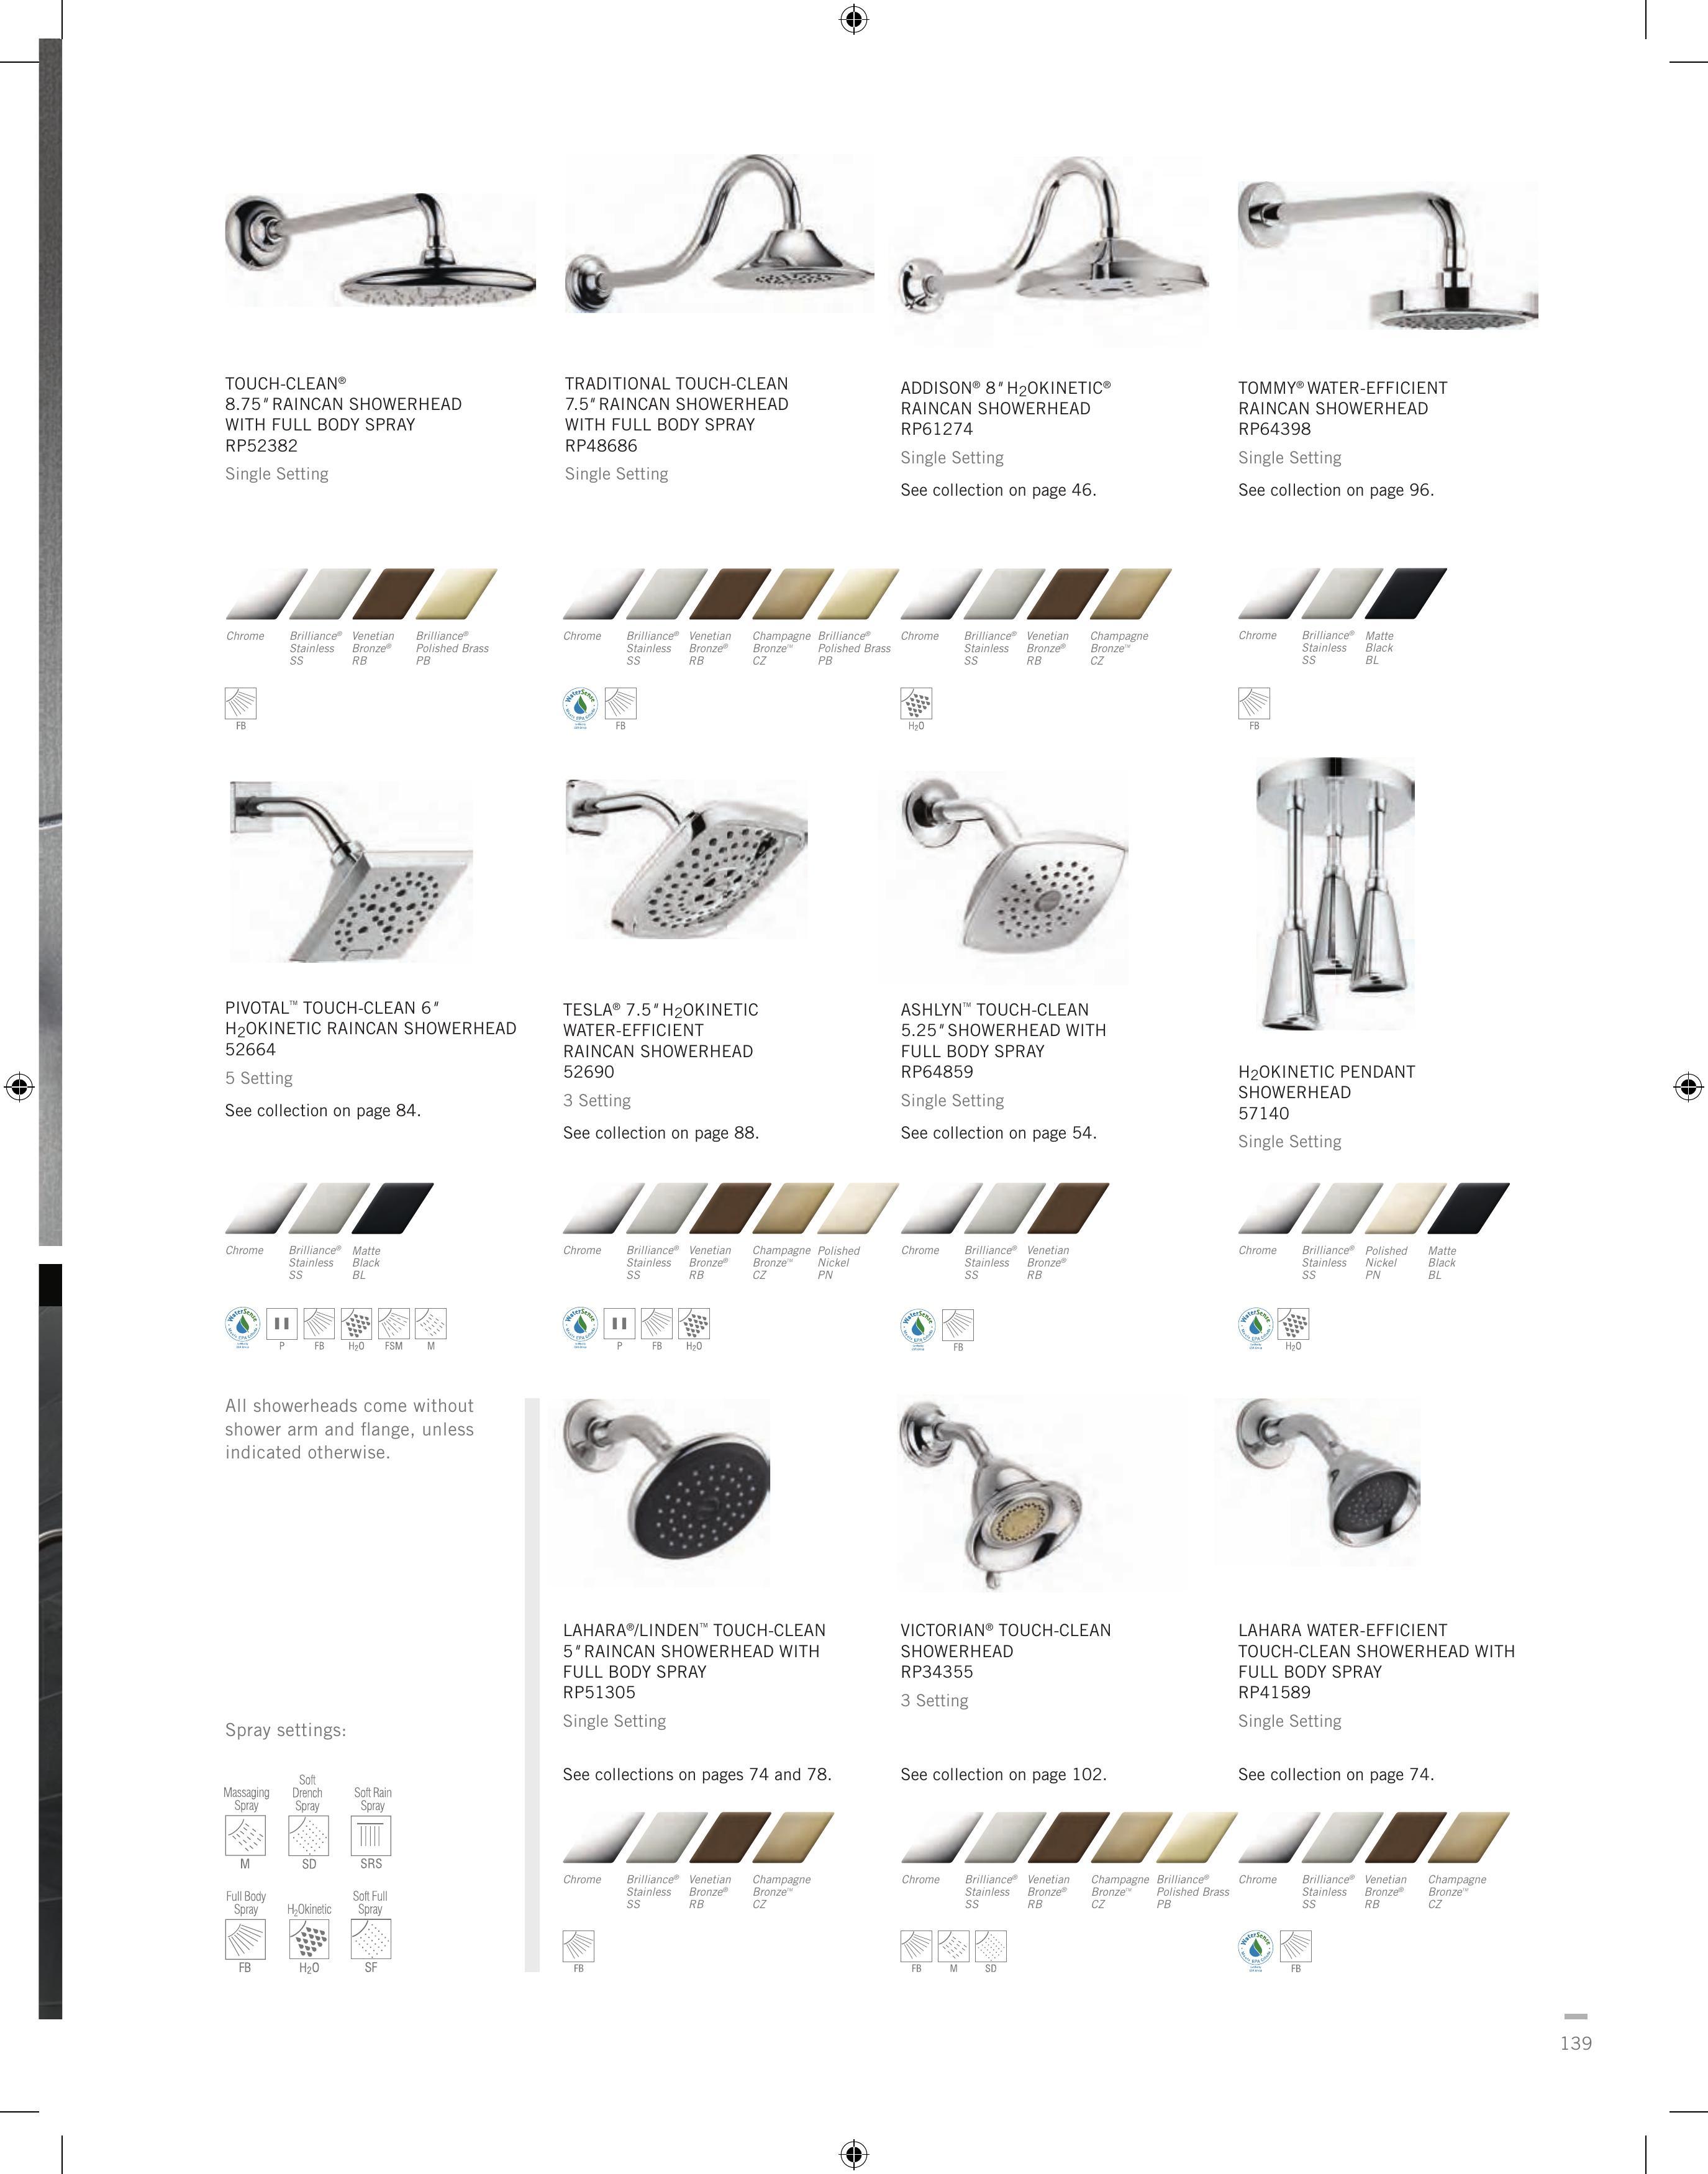 TOUCH-CLEAN®
8.75" RAINCAN SHOWERHEAD
WITH FULL BODY SPRAY
RP52382
Single Setting
TRADITIONAL TOUCH-CLEAN
7.5" RAINCAN SHOWERHEAD
WITH FULL BODY SPRAY
RP48686
Single Setting
ADDISON® 8" H2OKINETIC®
RAINCAN SHOWERHEAD
RP61274
Single Setting
See collection on page 46.
TOMMY® WATER-EFFICIENT
RAINCAN SHOWERHEAD
RP64398
Single Setting
See collection on page 96.
Chrome
Brilliance®
Stainless
SS
Venetian
Bronze®
RB
Brilliance®
Polished Brass
PB
FB
Chrome
Brilliance®
Stainless
SS
Venetian
Bronze®
RB
Champagne
Bronze™
CZ
Brilliance®
Polished Brass
PB
WaterSense
FB
Chrome
Brilliance®
Stainless
SS
Venetian
Bronze®
RB
Champagne
Bronze™
CZ
H2O
Chrome
Brilliance®
Stainless
SS
Matte
Black
BL
FB
PIVOTAL™ TOUCH-CLEAN 6"
H2OKINETIC RAINCAN SHOWERHEAD
52664
5 Setting
See collection on page 84.
TESLA® 7.5" H2OKINETIC
WATER-EFFICIENT
RAINCAN SHOWERHEAD
52690
3 Setting
See collection on page 88.
ASHLYN™ TOUCH-CLEAN
5.25" SHOWERHEAD WITH
FULL BODY SPRAY
RP64859
Single Setting
See collection on page 54.
H2OKINETIC PENDANT
SHOWERHEAD
57140
Single Setting
Chrome
Brilliance®
Stainless
SS
Matte
Black
BL
WaterSense
P FB H2O FSM M
Chrome
Brilliance®
Stainless
SS
Venetian
Bronze®
RB
Champagne
Bronze™
CZ
Polished
Nickel
PN
WaterSense
P FB H2O
Chrome
Brilliance®
Stainless
SS
Venetian
Bronze®
RB
WaterSense
FB
Chrome
Brilliance®
Stainless
SS
Polished
Nickel
PN
Matte
Black
BL
WaterSense
H2O
All showerheads come without
shower arm and flange, unless
indicated otherwise.
Spray settings:
Massaging
Spray
M
Soft
Drench
Spray
SD
Soft Rain
Spray
SRS
Full Body
Spray
FB
H2Okinetic
H2O
Soft Full
Spray
SF
LAHARA®/LINDEN™ TOUCH-CLEAN
5" RAINCAN SHOWERHEAD WITH
FULL BODY SPRAY
RP51305
Single Setting
See collections on pages 74 and 78.
VICTORIAN® TOUCH-CLEAN
SHOWERHEAD
RP34355
3 Setting
See collection on page 102.
LAHARA WATER-EFFICIENT
TOUCH-CLEAN SHOWERHEAD WITH
FULL BODY SPRAY
RP41589
Single Setting
See collection on page 74.
Chrome
Brilliance®
Stainless
SS
Venetian
Bronze®
RB
Champagne
Bronze™
CZ
FB
Chrome
Brilliance®
Stainless
SS
Venetian
Bronze®
RB
Champagne
Bronze™
CZ
Brilliance®
Polished Brass
PB
FB M SD
Chrome
Brilliance®
Stainless
SS
Venetian
Bronze®
RB
Champagne
Bronze™
CZ
WaterSense
FB
139